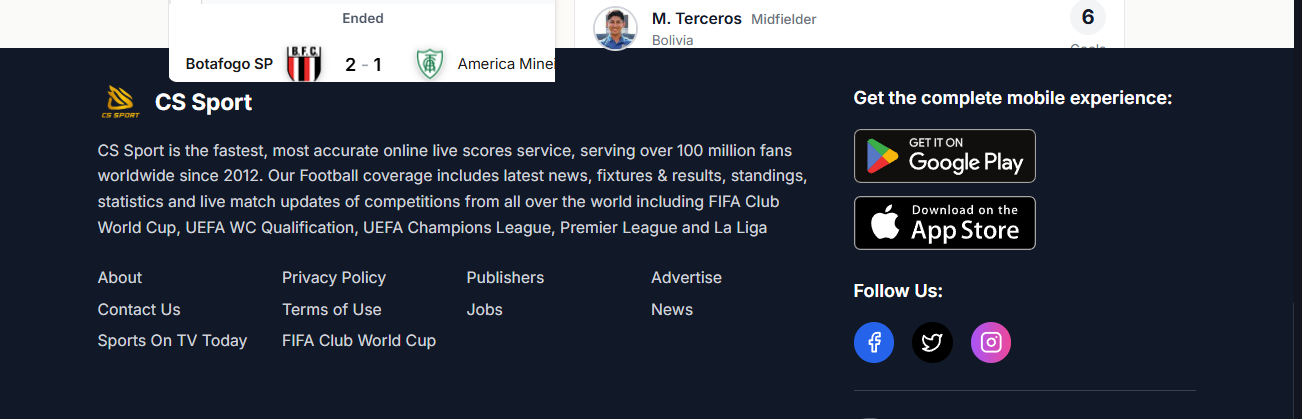 Ended
M. Terceros Midfielder
6
Bolivia
Goals
Botafogo SP
B.F.C.
2 - 1
America Minei
CS SPORT
CS Sport
CS Sport is the fastest, most accurate online live scores service, serving over 100 million fans
worldwide since 2012. Our Football coverage includes latest news, fixtures & results, standings,
statistics and live match updates of competitions from all over the world including FIFA Club
World Cup, UEFA WC Qualification, UEFA Champions League, Premier League and La Liga
About
Privacy Policy
Publishers
Advertise
Contact Us
Terms of Use
Jobs
News
Sports On TV Today
FIFA Club World Cup
Get the complete mobile experience:
GET IT ON
Google Play
Download on the
App Store
Follow Us: